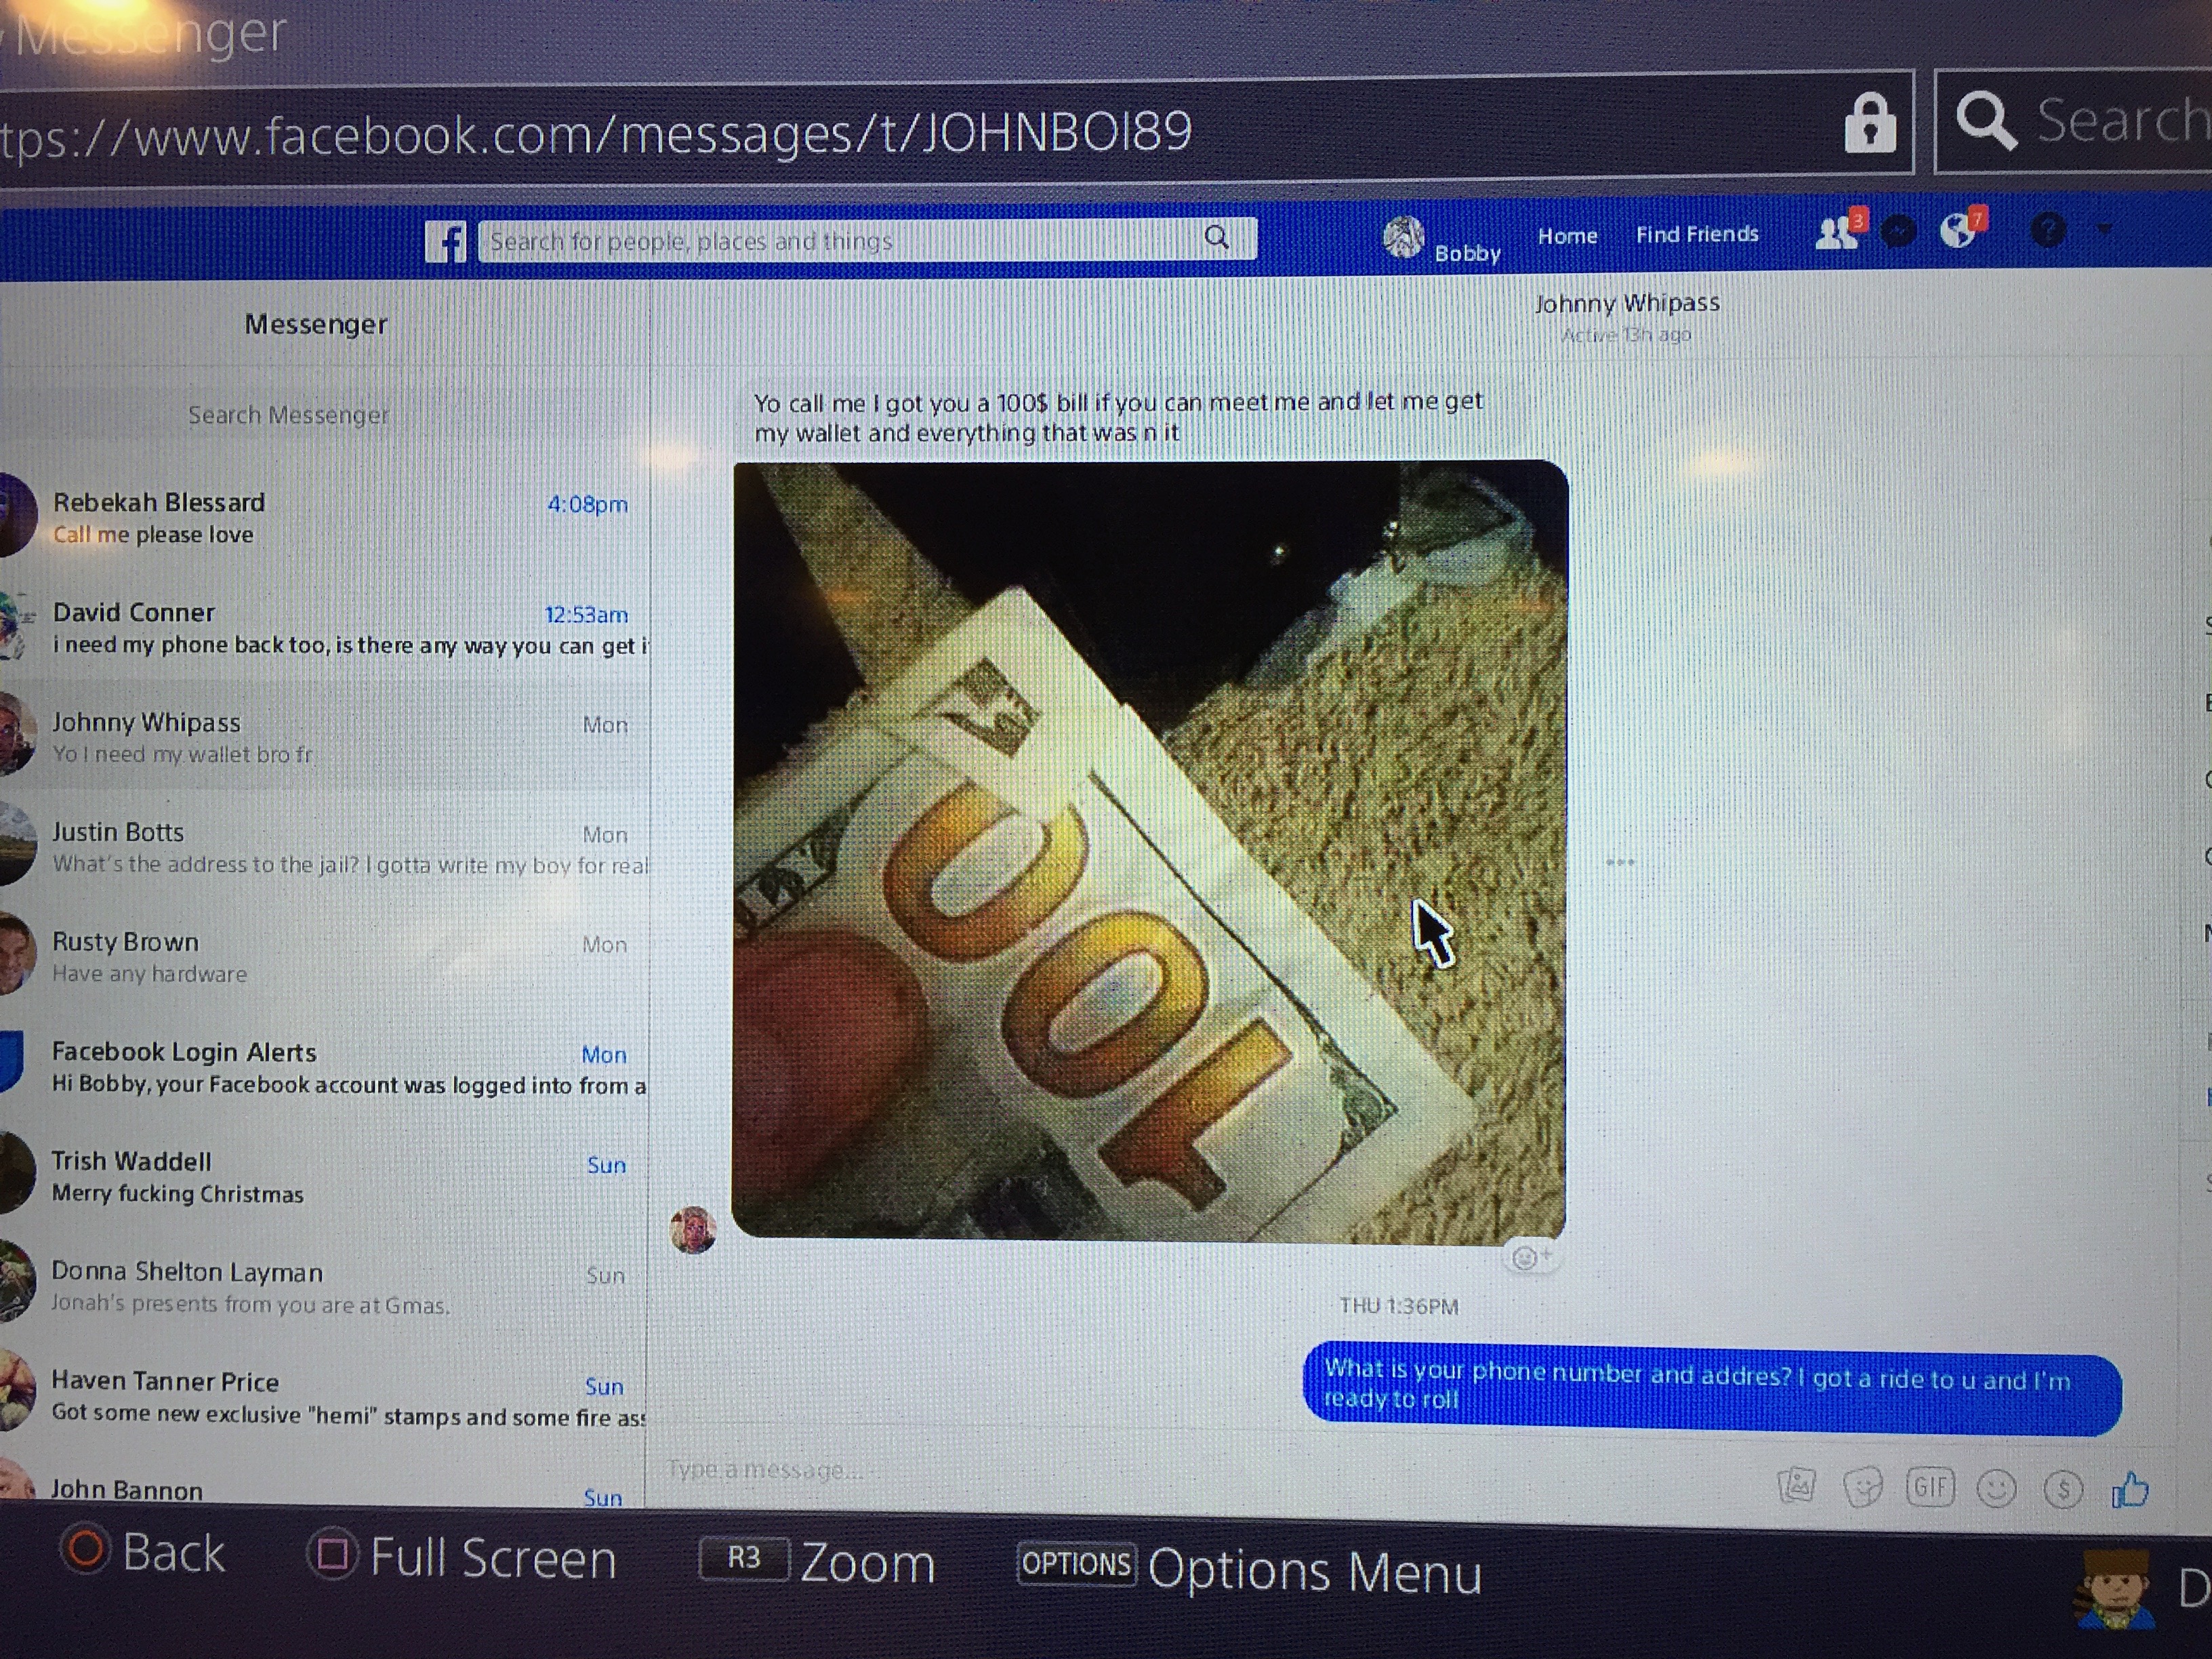 Messenger
tps://www.facebook.com/messages/t/JOHNBOI89
Search
f
Search for people, places and things
Bobby
Home
Find Friends
3
7
?
Messenger
Johnny Whipass
Active 13h ago
Search Messenger
Rebekah Blessard
4:08pm
Call me please love
David Conner
12:53am
i need my phone back too, is there any way you can get i
Johnny Whipass
Mon
Yo I need my wallet bro fr
Justin Botts
Mon
What's the address to the jail? I gotta write my boy for real
Rusty Brown
Mon
Have any hardware
Facebook Login Alerts
Mon
Hi Bobby, your Facebook account was logged into from a
Trish Waddell
Sun
Merry fucking Christmas
Donna Shelton Layman
Sun
Jonah's presents from you are at Gmas.
Haven Tanner Price
Sun
Got some new exclusive "hemi" stamps and some fire ass
John Bannon
Sun
Yo call me I got you a 100$ bill if you can meet me and let me get
my wallet and everything that was n it
100
THU 1:36PM
What is your phone number and addres? I got a ride to u and I'm
ready to roll
Type a message...
GIF
$
Back
Full Screen
R3
Zoom
OPTIONS
Options Menu
D